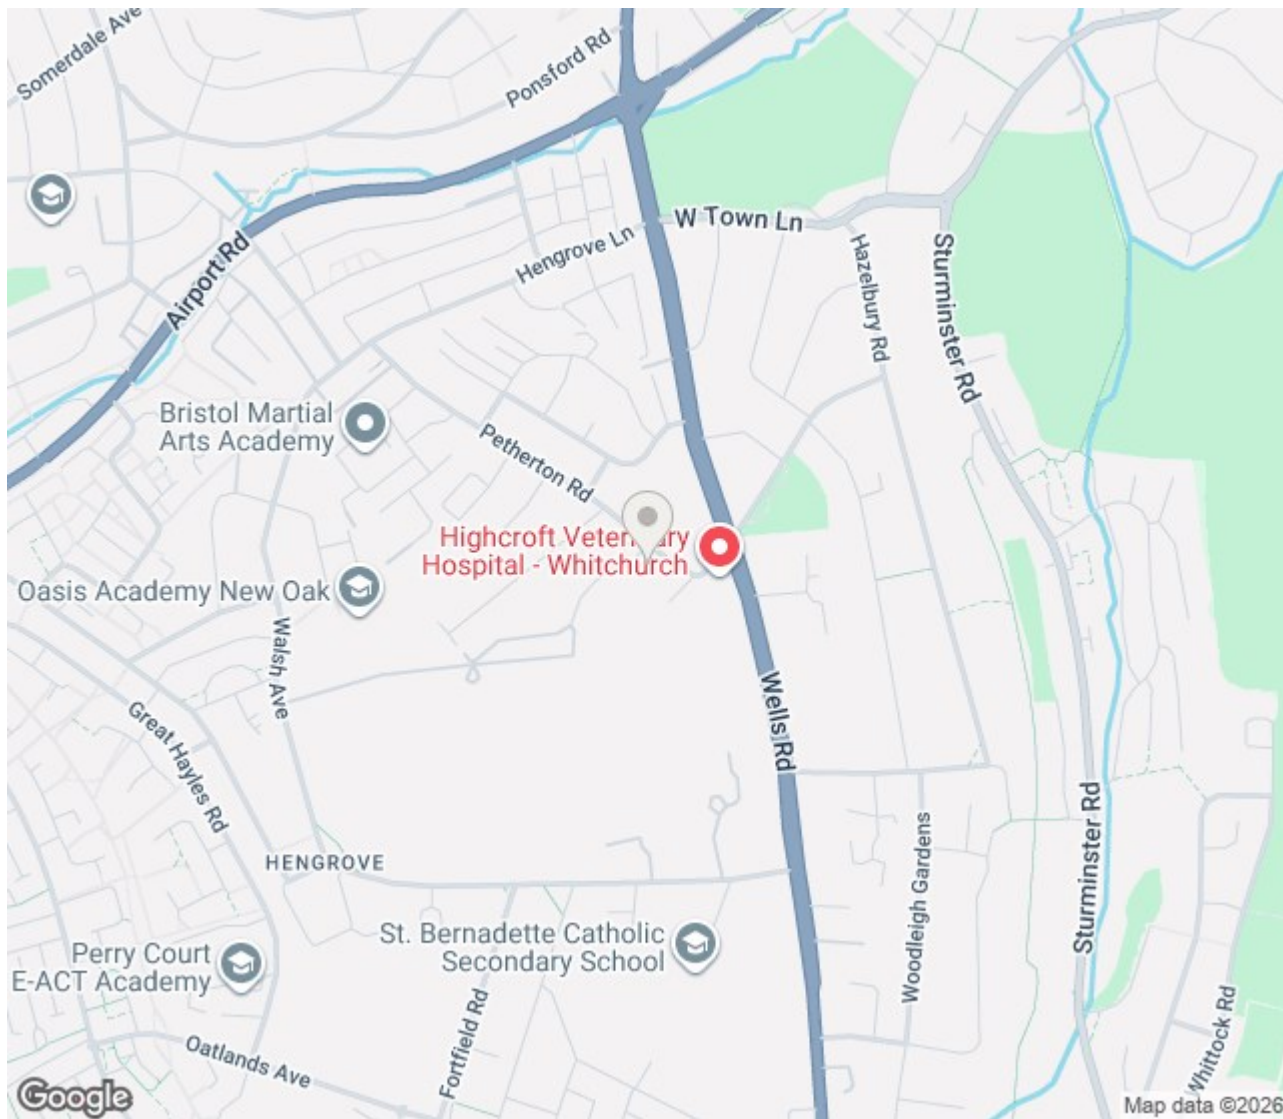 Somerdale Ave
Ponsford Rd
W Town Ln
Hengrove Ln
Airport Rd
Hazelbury Rd
Sturminster Rd
Bristol Martial
Arts Academy
Petherton Rd
Highcroft Veterinary
Hospital - Whitchurch
Oasis Academy New Oak
Walsh Ave
Great Hayles Rd
Wells Rd
Sturminster Rd
Woodleigh Gardens
HENGROVE
St. Bernadette Catholic
Secondary School
Perry Court
E-ACT Academy
Fortfield Rd
Oatlands Ave
Whittock Rd
Google
Map data ©2026